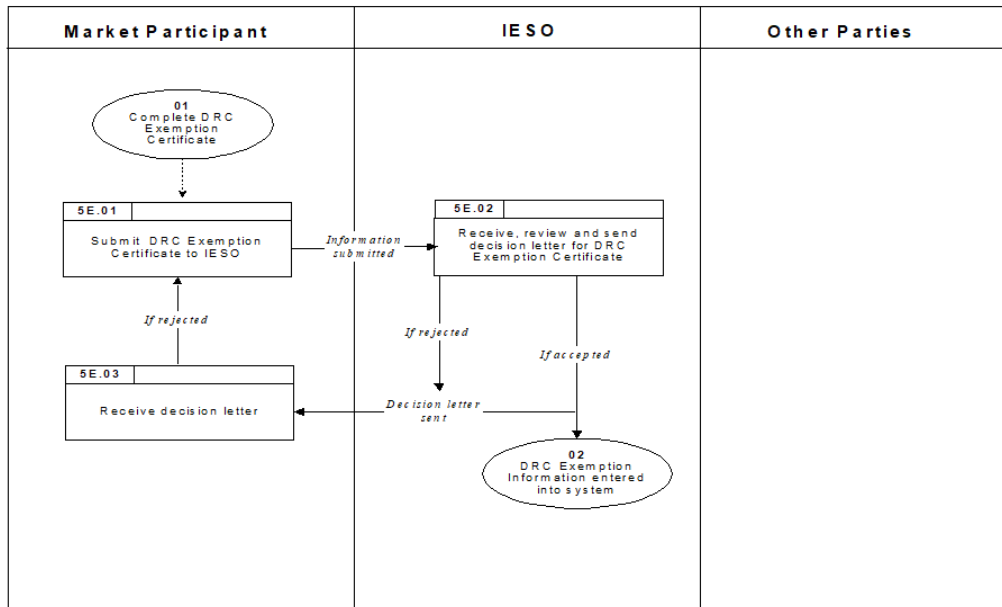 Market Participant
IESO
Other Parties
01
Complete DRC
Exemption
Certificate
5E.01
Submit DRC Exemption
Certificate to IESO
Information
submitted
5E.02
Receive, review and send
decision letter for DRC
Exemption Certificate
If rejected
If rejected
If accepted
5E.03
Receive decision letter
Decision letter
sent
02
DRC Exemption
Information entered
into system